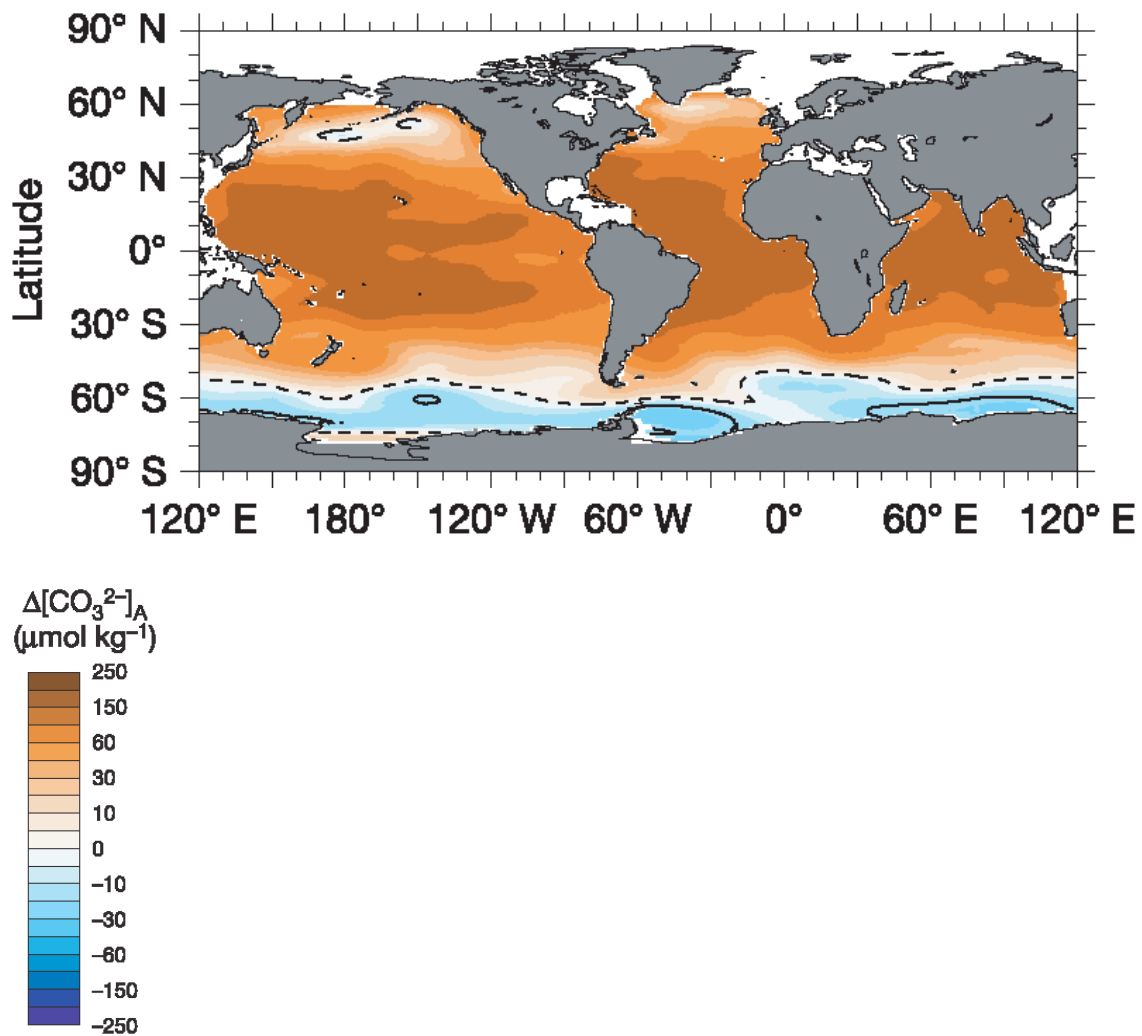 90° N
60° N
30° N
0°
30° S
60° S
90° S
Latitude
120° E 180° 120° W 60° W 0° 60° E 120° E
Δ[CO₃²⁻]A
(μmol kg⁻¹)
250
150
60
30
10
0
–10
–30
–60
–150
–250